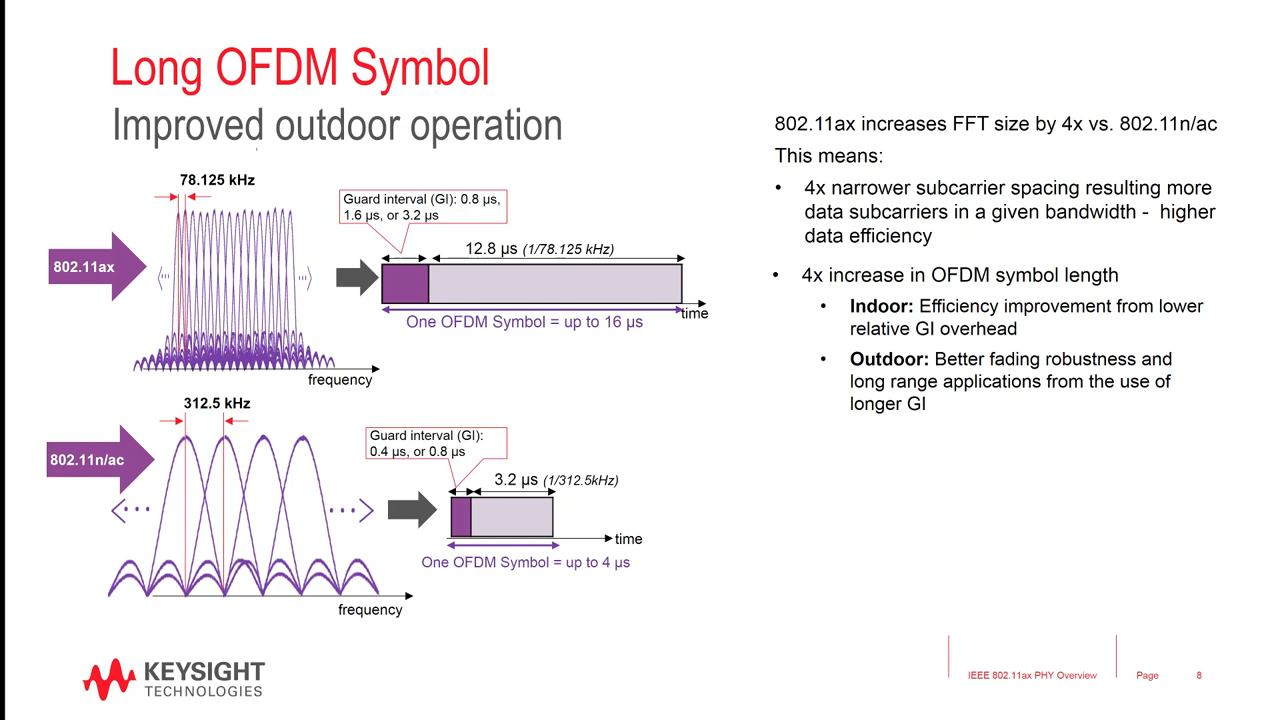 Long OFDM Symbol
Improved outdoor operation
78.125 kHz
802.11ax
frequency
Guard interval (GI): 0.8 µs,
1.6 µs, or 3.2 µs
12.8 µs (1/78.125 kHz)
time
One OFDM Symbol = up to 16 µs
312.5 kHz
802.11n/ac
frequency
Guard interval (GI):
0.4 µs, or 0.8 µs
3.2 µs (1/312.5kHz)
time
One OFDM Symbol = up to 4 µs
802.11ax increases FFT size by 4x vs. 802.11n/ac
This means:
• 4x narrower subcarrier spacing resulting more
data subcarriers in a given bandwidth - higher
data efficiency
• 4x increase in OFDM symbol length
• Indoor: Efficiency improvement from lower
relative GI overhead
• Outdoor: Better fading robustness and
long range applications from the use of
longer GI
KEYSIGHT
TECHNOLOGIES
IEEE 802.11ax PHY Overview
Page
8